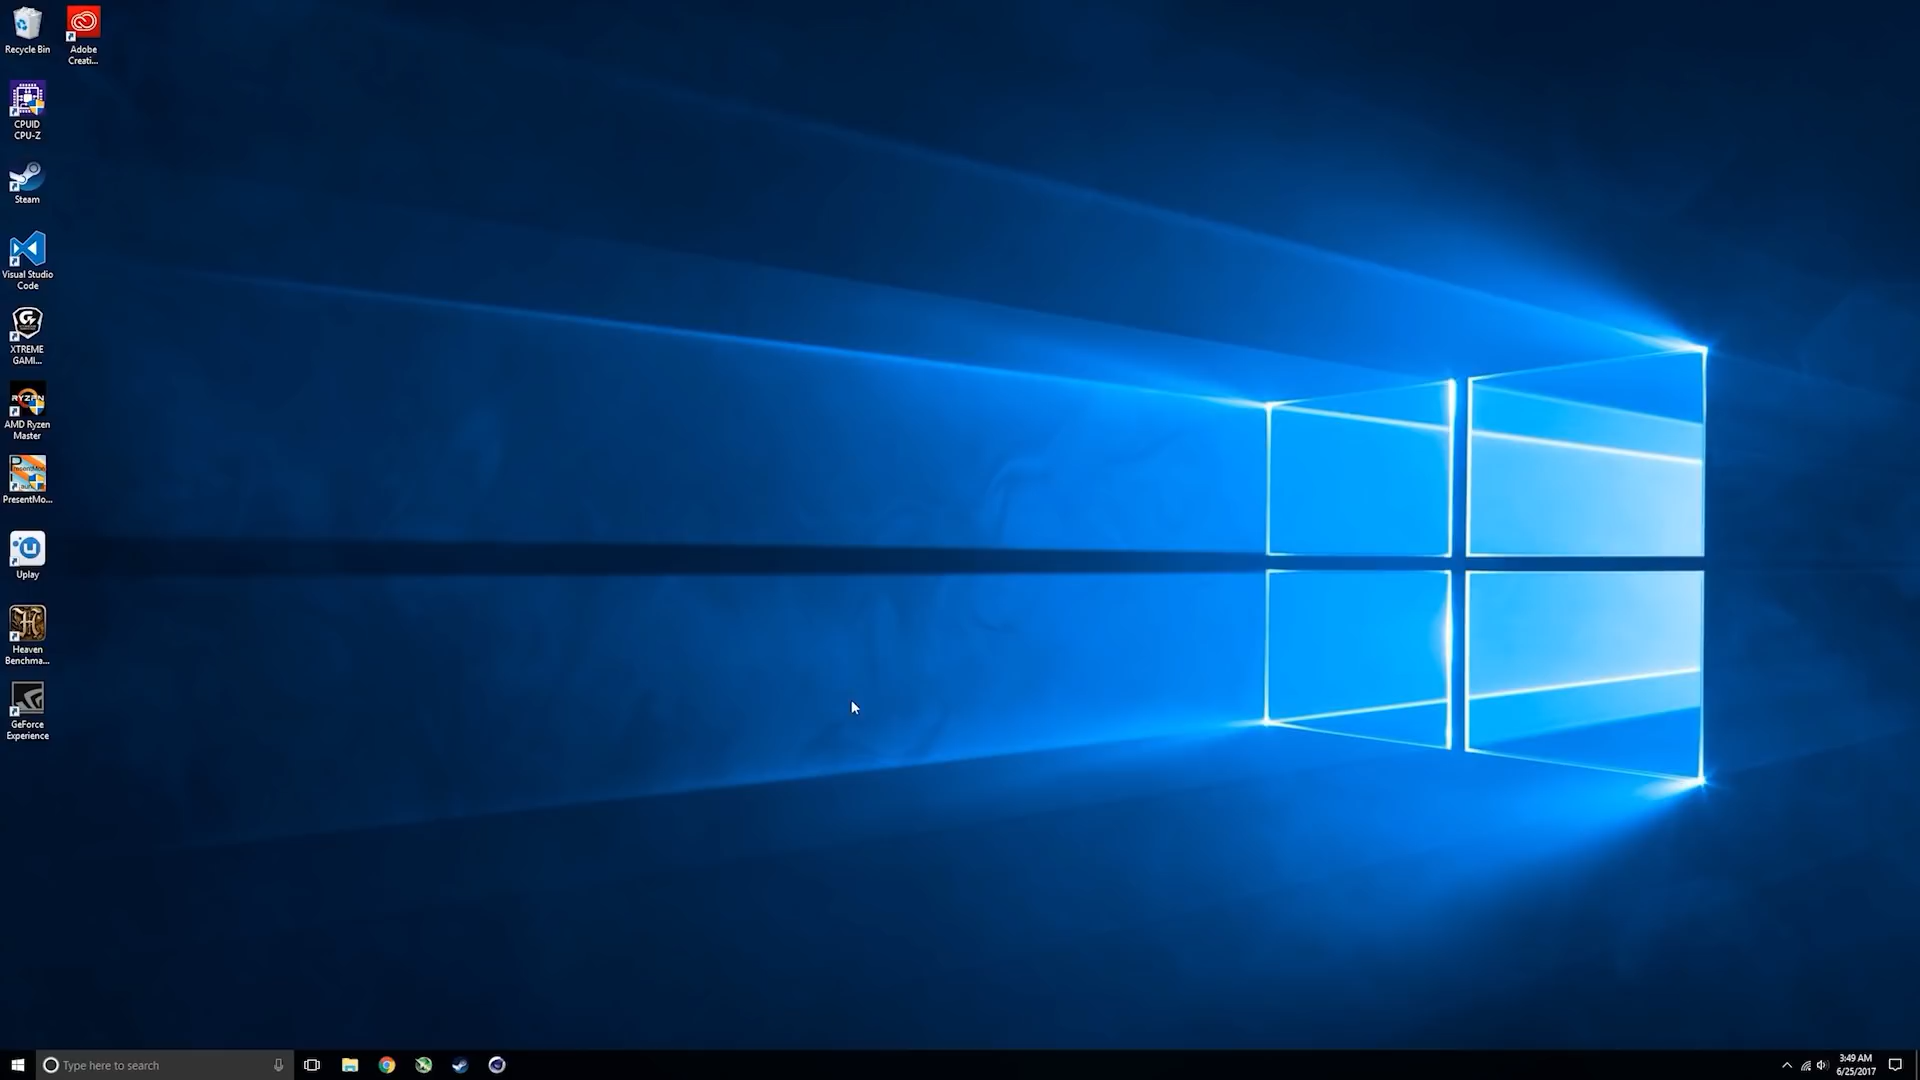 Recycle Bin
Adobe
Creati...
CPUID
CPU-Z
Steam
Visual Studio
Code
XTREME
GAMI...
RYZEN
AMD Ryzen
Master
PresentMo...
Uplay
Heaven
Benchma...
GeForce
Experience
Type here to search
3:49 AM
6/25/2017